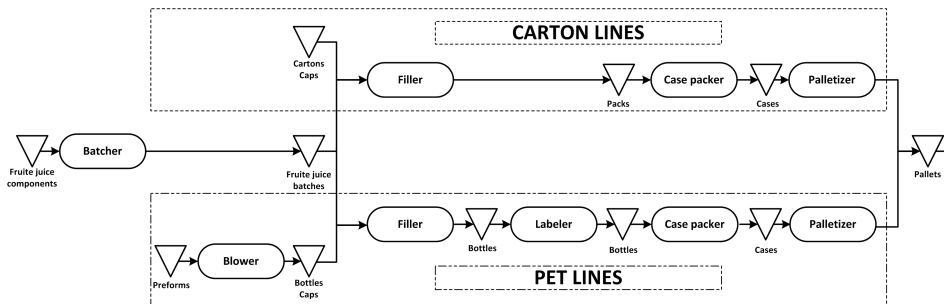 CARTON LINES
Cartons
Caps
Filler
Packs
Case packer
Cases
Palletizer
Fruite juice
components
Batcher
Fruite juice
batches
Pallets
Preforms
Blower
Bottles
Caps
Filler
Bottles
Labeler
Bottles
Case packer
Cases
Palletizer
PET LINES